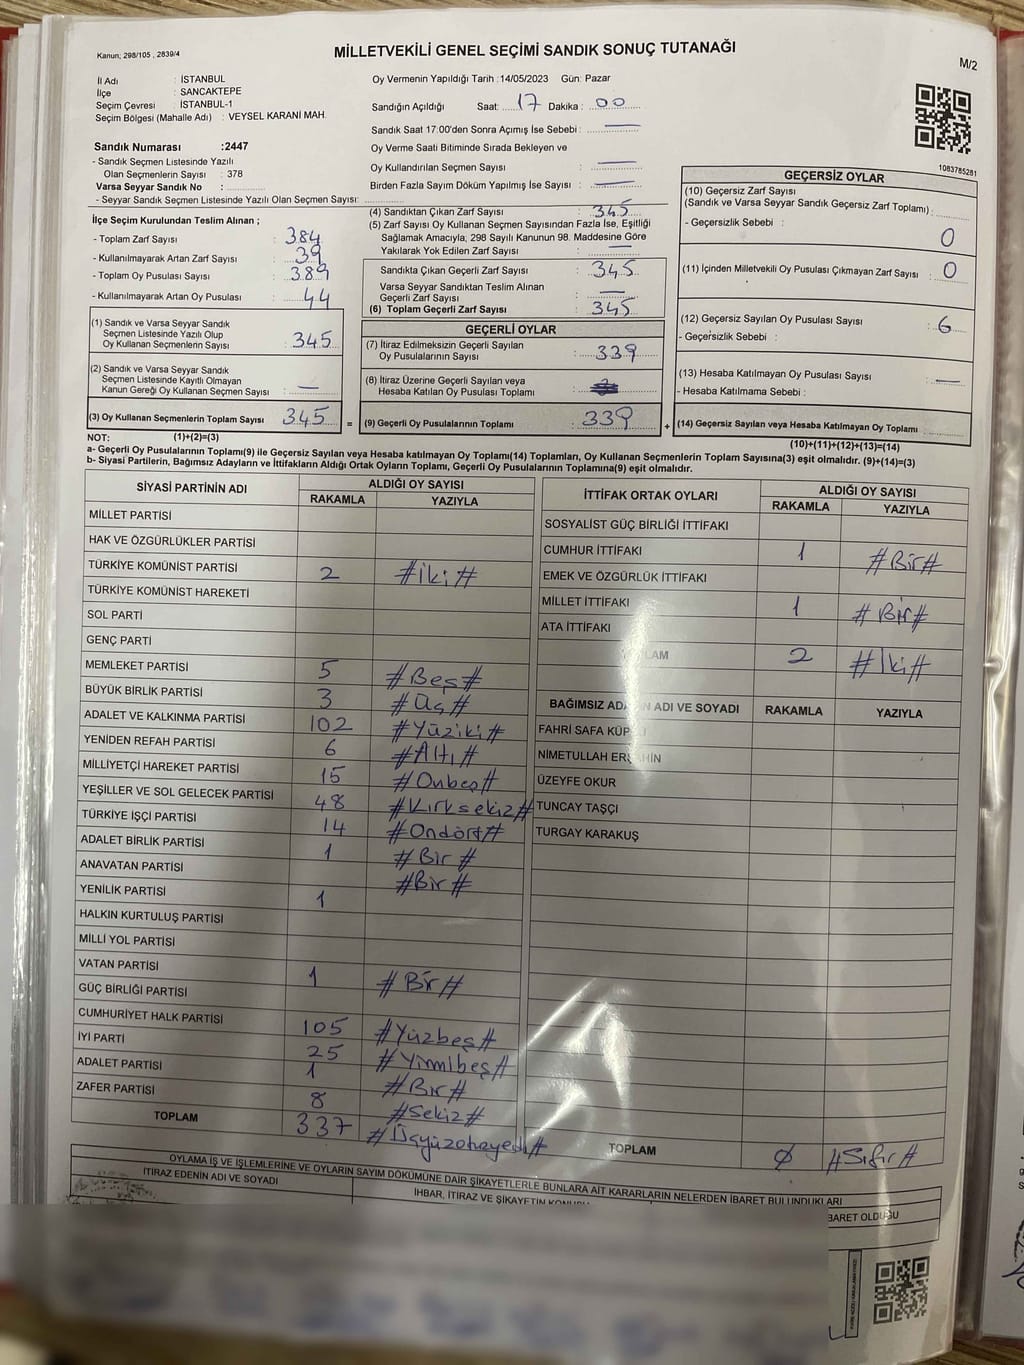 Kanun; 298/105 , 2839/4
MİLLETVEKİLİ GENEL SEÇİMİ SANDIK SONUÇ TUTANAĞI
M/2
İl Adı : İSTANBUL
İlçe : SANCAKTEPE
Seçim Çevresi : İSTANBUL-1
Seçim Bölgesi (Mahalle Adı) : VEYSEL KARANİ MAH.
Oy Vermenin Yapıldığı Tarih :14/05/2023 Gün: Pazar
Sandığın Açıldığı Saat: 17 Dakika : 00
Sandık Saat 17:00'den Sonra Açımış İse Sebebi :
Oy Verme Saati Bitiminde Sırada Bekleyen ve
Oy Kullandırılan Seçmen Sayısı :
Birden Fazla Sayım Döküm Yapılmış İse Sayısı :
1083785281
Sandık Numarası :2447
- Sandık Seçmen Listesinde Yazılı
Olan Seçmenlerin Sayısı : 378
Varsa Seyyar Sandık No :
- Seyyar Sandık Seçmen Listesinde Yazılı Olan Seçmen Sayısı:
İlçe Seçim Kurulundan Teslim Alınan ;
- Toplam Zarf Sayısı : 384
- Kullanılmayarak Artan Zarf Sayısı : 39
- Toplam Oy Pusulası Sayısı : 389
- Kullanılmayarak Artan Oy Pusulası : 44
(1) Sandık ve Varsa Seyyar Sandık
Seçmen Listesinde Yazılı Olup
Oy Kullanan Seçmenlerin Sayısı : 345
(2) Sandık ve Varsa Seyyar Sandık
Seçmen Listesinde Kayıtlı Olmayan
Kanun Gereği Oy Kullanan Seçmen Sayısı : —
(3) Oy Kullanan Seçmenlerin Toplam Sayısı 345
(4) Sandıktan Çıkan Zarf Sayısı : 345
(5) Zarf Sayısı Oy Kullanan Seçmen Sayısından Fazla İse, Eşitliği
Sağlamak Amacıyla, 298 Sayılı Kanunun 98. Maddesine Göre
Yakılarak Yok Edilen Zarf Sayısı : —
Sandıkta Çıkan Geçerli Zarf Sayısı : 345
Varsa Seyyar Sandıktan Teslim Alınan
Geçerli Zarf Sayısı : —
(6) Toplam Geçerli Zarf Sayısı : 345
GEÇERLİ OYLAR
(7) İtiraz Edilmeksizin Geçerli Sayılan
Oy Pusulalarının Sayısı : 339
(8) İtiraz Üzerine Geçerli Sayılan veya
Hesaba Katılan Oy Pusulası Toplamı :
= (9) Geçerli Oy Pusulalarının Toplamı : 339 +
GEÇERSİZ OYLAR
(10) Geçersiz Zarf Sayısı
(Sandık ve Varsa Seyyar Sandık Geçersiz Zarf Toplamı) :
- Geçersizlik Sebebi : 0
(11) İçinden Milletvekili Oy Pusulası Çıkmayan Zarf Sayısı : 0
(12) Geçersiz Sayılan Oy Pusulası Sayısı : 6
- Geçersizlik Sebebi :
(13) Hesaba Katılmayan Oy Pusulası Sayısı : —
- Hesaba Katılmama Sebebi :
(14) Geçersiz Sayılan veya Hesaba Katılmayan Oy Toplamı :
NOT: (1)+(2)=(3)
(10)+(11)+(12)+(13)=(14)
a- Geçerli Oy Pusulalarının Toplamı(9) ile Geçersiz Sayılan veya Hesaba katılmayan Oy Toplamı(14) Toplamları, Oy Kullanan Seçmenlerin Toplam Sayısına(3) eşit olmalıdır. (9)+(14)=(3)
b- Siyasi Partilerin, Bağımsız Adayların ve İttifakların Aldığı Ortak Oyların Toplamı, Geçerli Oy Pusulalarının Toplamına(9) eşit olmalıdır.
SİYASİ PARTİNİN ADI ALDIĞI OY SAYISI
RAKAMLA YAZIYLA
MİLLET PARTİSİ
HAK VE ÖZGÜRLÜKLER PARTİSİ
TÜRKİYE KOMÜNİST PARTİSİ 2 #İki#
TÜRKİYE KOMÜNİST HAREKETİ
SOL PARTİ
GENÇ PARTİ
MEMLEKET PARTİSİ 5 #Beş#
BÜYÜK BİRLİK PARTİSİ 3 #Üç#
ADALET VE KALKINMA PARTİSİ 102 #Yüziki#
YENİDEN REFAH PARTİSİ 6 #Altı#
MİLLİYETÇİ HAREKET PARTİSİ 15 #Onbeş#
YEŞİLLER VE SOL GELECEK PARTİSİ 48 #Kırksekiz#
TÜRKİYE İŞÇİ PARTİSİ 14 #Ondört#
ADALET BİRLİK PARTİSİ 1 #Bir#
ANAVATAN PARTİSİ #Bir#
YENİLİK PARTİSİ 1
HALKIN KURTULUŞ PARTİSİ
MİLLİ YOL PARTİSİ
VATAN PARTİSİ 1 #Bir#
GÜÇ BİRLİĞİ PARTİSİ
CUMHURİYET HALK PARTİSİ 105 #Yüzbeş#
İYİ PARTİ 25 #Yirmibeş#
ADALET PARTİSİ 1 #Bir#
ZAFER PARTİSİ 8 #Sekiz#
TOPLAM 337 #Üçyüzotuzyedi#
İTTİFAK ORTAK OYLARI ALDIĞI OY SAYISI
RAKAMLA YAZIYLA
SOSYALİST GÜÇ BİRLİĞİ İTTİFAKI
CUMHUR İTTİFAKI 1 #Bir#
EMEK VE ÖZGÜRLÜK İTTİFAKI
MİLLET İTTİFAKI 1 #Bir#
ATA İTTİFAKI
TOPLAM 2 #İki#
BAĞIMSIZ ADAYIN ADI VE SOYADI RAKAMLA YAZIYLA
FAHRİ SAFA
NİMETULLAH
ÜZEYFE OKUR
TUNCAY TAŞÇI
TURGAY KARAKUŞ
TOPLAM 0 #Sıfır#
OYLAMA İŞ VE İŞLEMLERİNE VE OYLARIN SAYIM DÖKÜMÜNE DAİR ŞİKAYETLERLE BUNLARA AİT KARARLARIN NELERDEN İBARET BULUNDUKLARI
İTİRAZ EDENİN ADI VE SOYADI İHBAR, İTİRAZ VE ŞİKAYETİN KONUSU